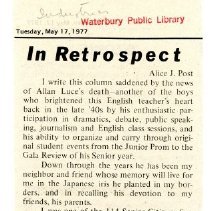 Industries
Waterbury Public Library
Tuesday, May 17, 1977
In Retrospect
Alice J. Post
I write this column saddened by the news
of Allan Luce's death—another of the boys
who brightened this English teacher's heart
back in the late '40s by his enthusiastic par-
ticipation in dramatics, debate, public speak-
ing, journalism and English class sessions, and
his ability to organize and carry through origi-
nal student events from the Junior Prom to the
Gala Review of his Senior year.
Down through the years he has been my
neighbor and friend whose memory will live for
me in the Japanese iris he planted in my bor-
ders, and in recalling his devotion to my
friends, his parents.